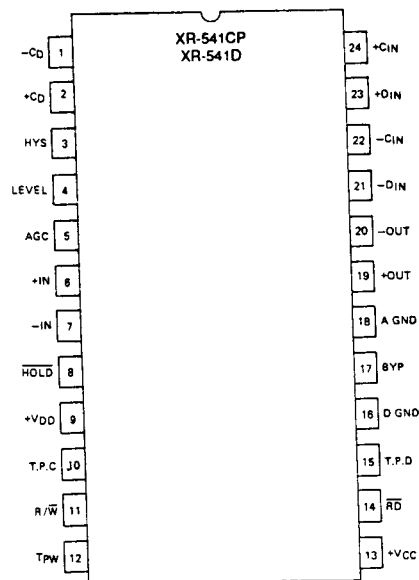 XR-541CP
XR-541D
-CD 1
+CD 2
HYS 3
LEVEL 4
AGC 5
+IN 6
-IN 7
HOLD 8
+VDD 9
T.P.C 10
R/W 11
TPW 12
24 +CIN
23 +DIN
22 -CIN
21 -DIN
20 -OUT
19 +OUT
18 A GND
17 BYP
16 D GND
15 T.P.D
14 RD
13 +VCC